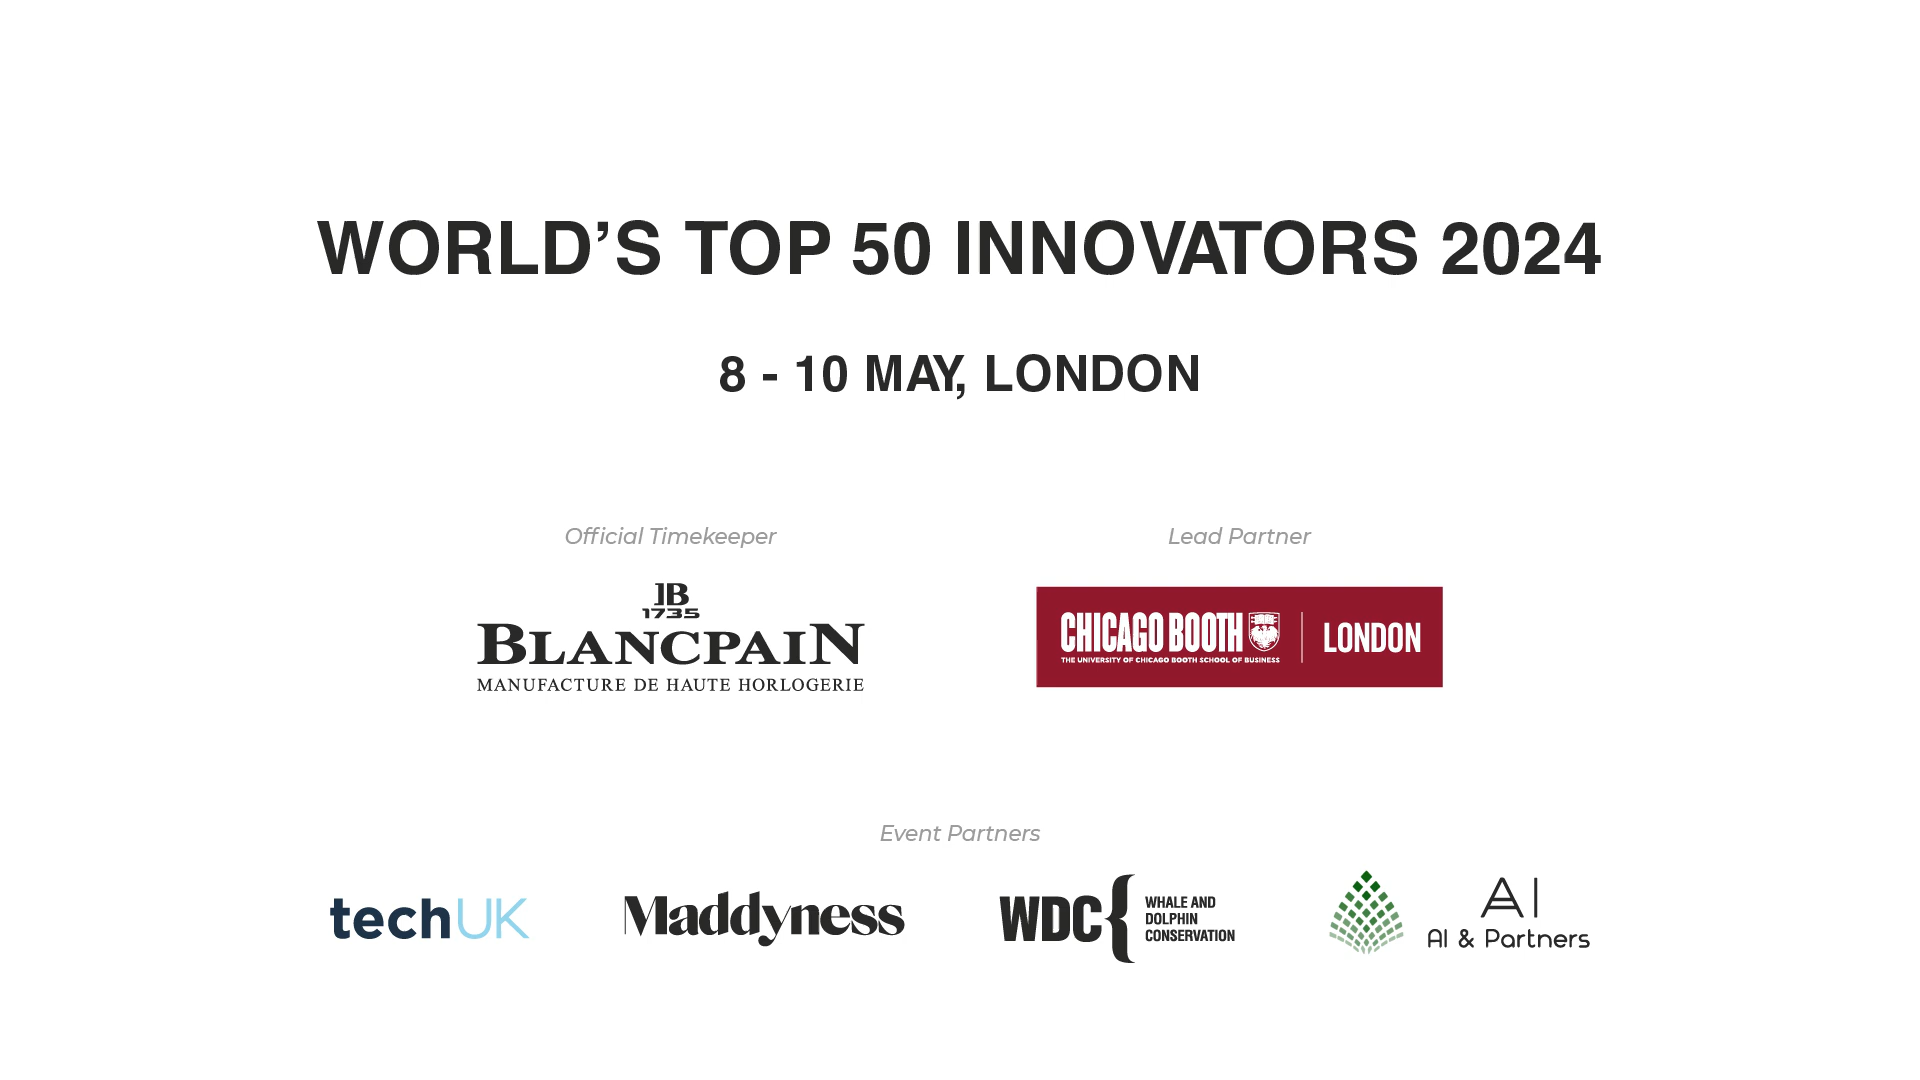 WORLD’S TOP 50 INNOVATORS 2024
8 - 10 MAY, LONDON
Official Timekeeper
JB
1735
BLANCPAIN
MANUFACTURE DE HAUTE HORLOGERIE
Lead Partner
CHICAGO BOOTH
THE UNIVERSITY OF CHICAGO BOOTH SCHOOL OF BUSINESS
LONDON
Event Partners
techUK
Maddyness
WDC
WHALE AND
DOLPHIN
CONSERVATION
AI
AI & Partners